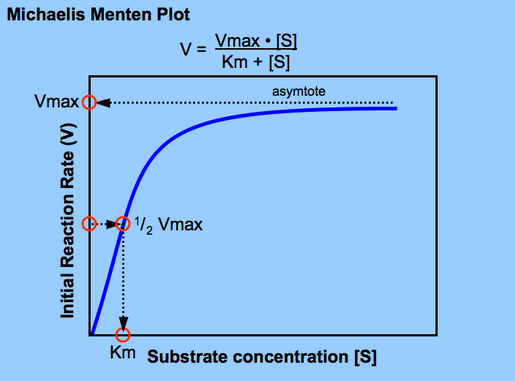 Michaelis Menten Plot
V = Vmax • [S]
Km + [S]
asymtote
Vmax
Initial Reaction Rate (V)
1/2 Vmax
Km
Substrate concentration [S]